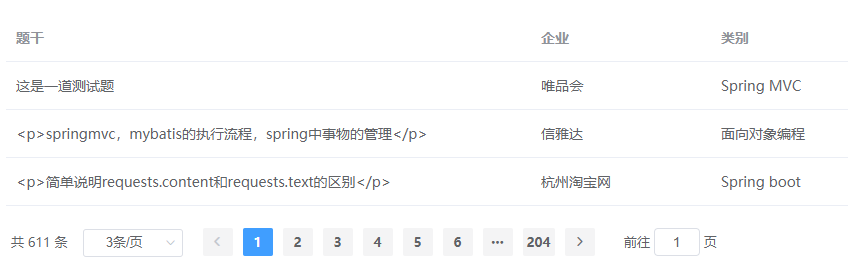 题干 企业 类别
这是一道测试题 唯品会 Spring MVC
<p>springmvc，mybatis的执行流程，spring中事物的管理</p> 信雅达 面向对象编程
<p>简单说明requests.content和requests.text的区别</p> 杭州淘宝网 Spring boot
共 611 条 3条/页 1 2 3 4 5 6 ••• 204 前往 1 页